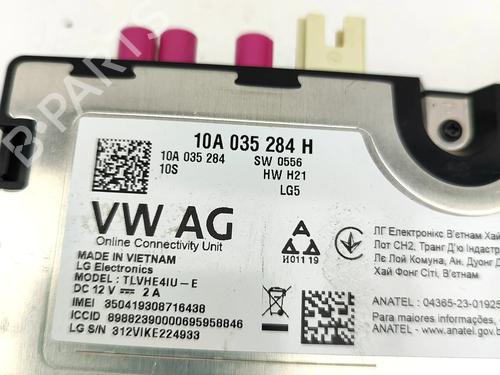 10A 035 284 H
10A 035 284 SW 0556
10S HW H21
LG5
VW AG
Online Connectivity Unit
MADE IN VIETNAM
LG Electronics
MODEL : TLVHE4IU-E
DC 12 V 2 A
IMEI 350419308716438
ICCID 89882390000695958846
LG S/N 312VIKE224933
И011 19
ЛГ Електронікс В'єтнам Хай
Лот СН2, Транг Д'ю Індастрі
Лє Лой Комуна, Ан. Дуонг Д
Хай Фонг Сіті, В'єтнам
ANATEL : 04365-23-01925
Para maiores informações,
ANATEL - www.anatel.gov.b
B-PARTS